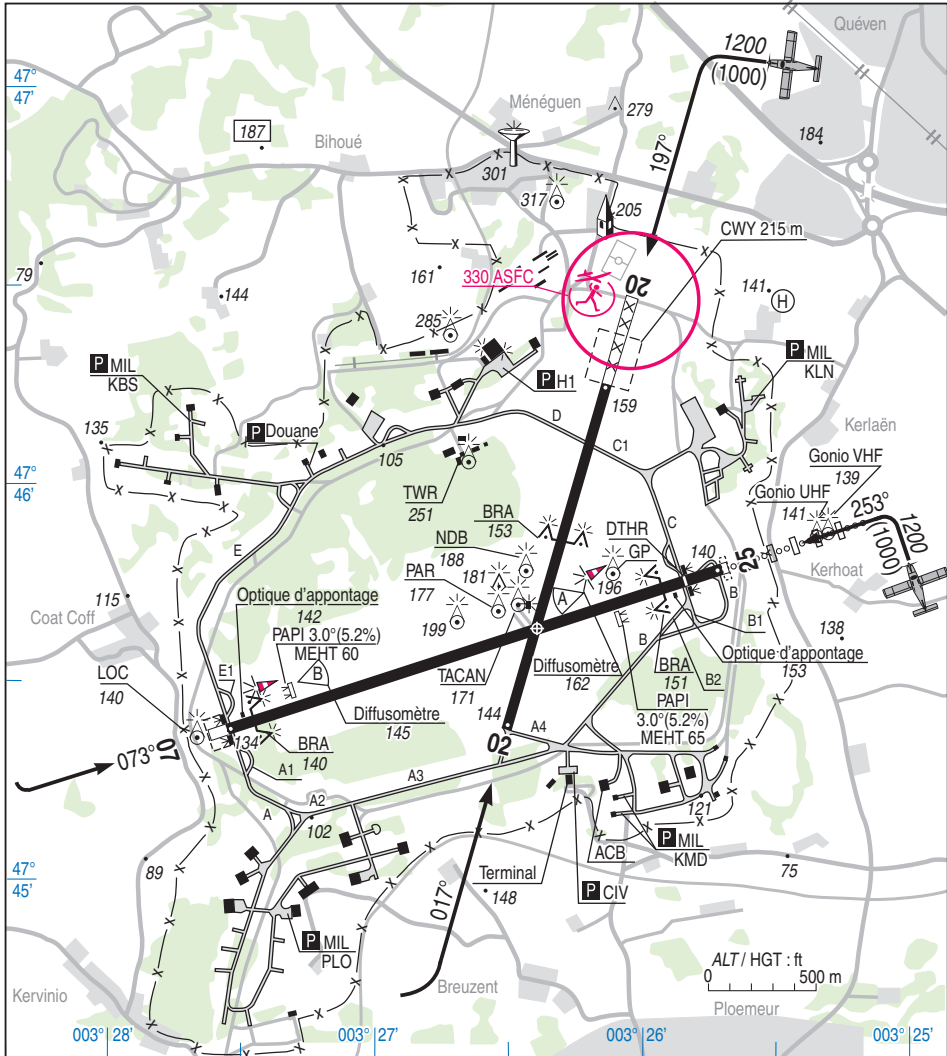 Quéven
1200
(1000)
47°
47'
Ménéguen
279
187
Bihoué
184
197°
301
317
205
CWY 215 m
79
161
330 ASFC
20
141
H
144
285
P MIL
KBS
P H1
P MIL
KLN
159
D
135
P Douane
C1
Kerlaën
105
Gonio VHF
139
47°
46'
TWR
251
BRA
153
Gonio UHF
141
253°
1200
(1000)
NDB
188
C
DTHR
GP
140
25
E
PAR
177
181
196
Kerhoat
115
Optique d'appontage
142
A
B
Coat Coff
199
B1
138
PAPI 3.0°(5.2%)
MEHT 60
B
E1
B
TACAN
171
Diffusomètre
162
BRA
151
B2
Optique d'appontage
153
LOC
140
Diffusomètre
145
144
PAPI
3.0°(5.2%)
MEHT 65
134
073°
07
BRA
140
02
A4
A1
A3
A
A2
121
102
ACB
P MIL
KMD
89
Terminal
75
47°
45'
148
P CIV
017°
P MIL
PLO
ALT / HGT : ft
0 500 m
Kervinio
Breuzent
Ploemeur
003° 28'
003° 27'
003° 26'
003° 25'